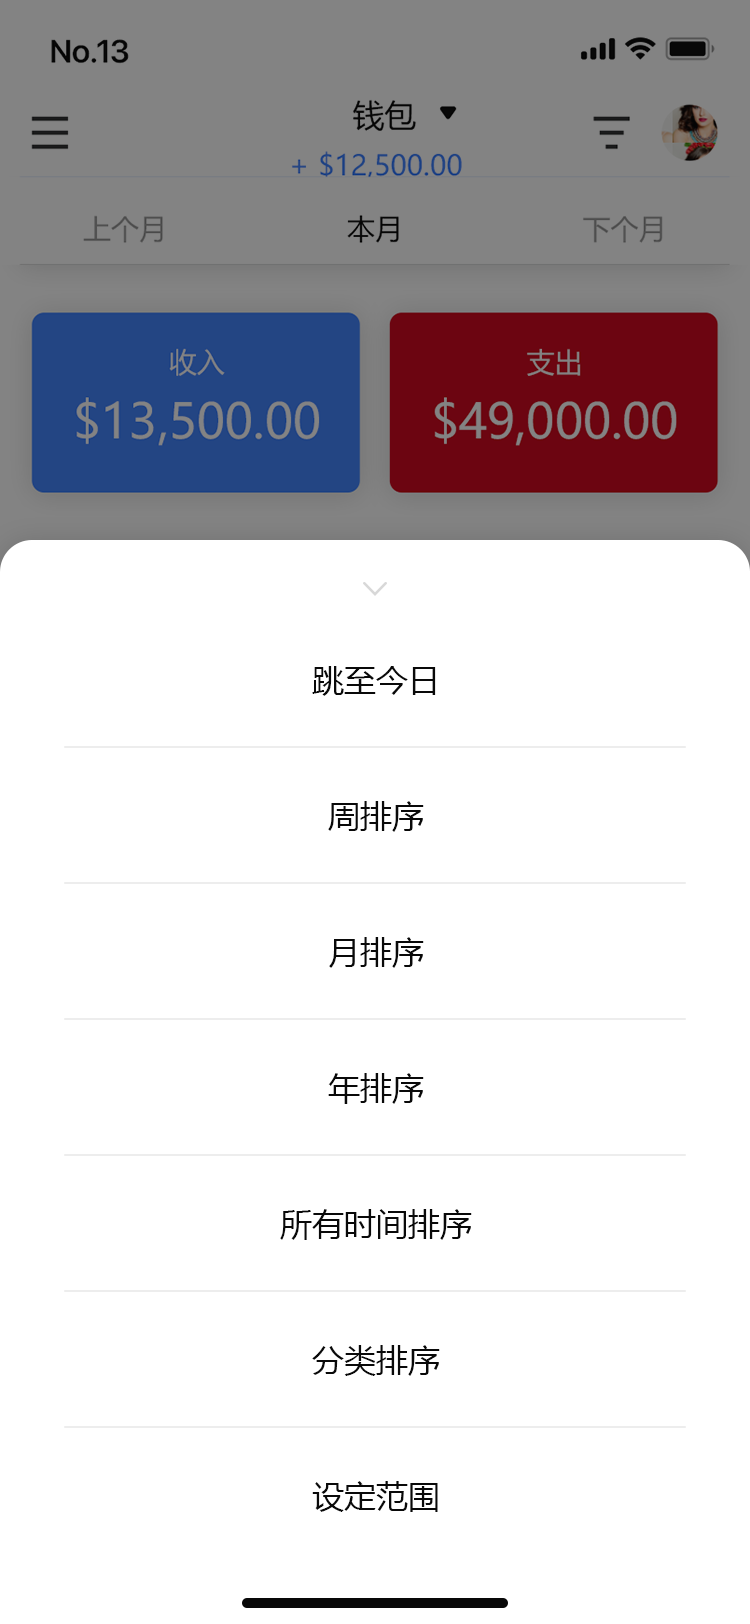 No.13
钱包
+ $12,500.00
上个月 本月 下个月
收入 支出
$13,500.00 $49,000.00
跳至今日
周排序
月排序
年排序
所有时间排序
分类排序
设定范围